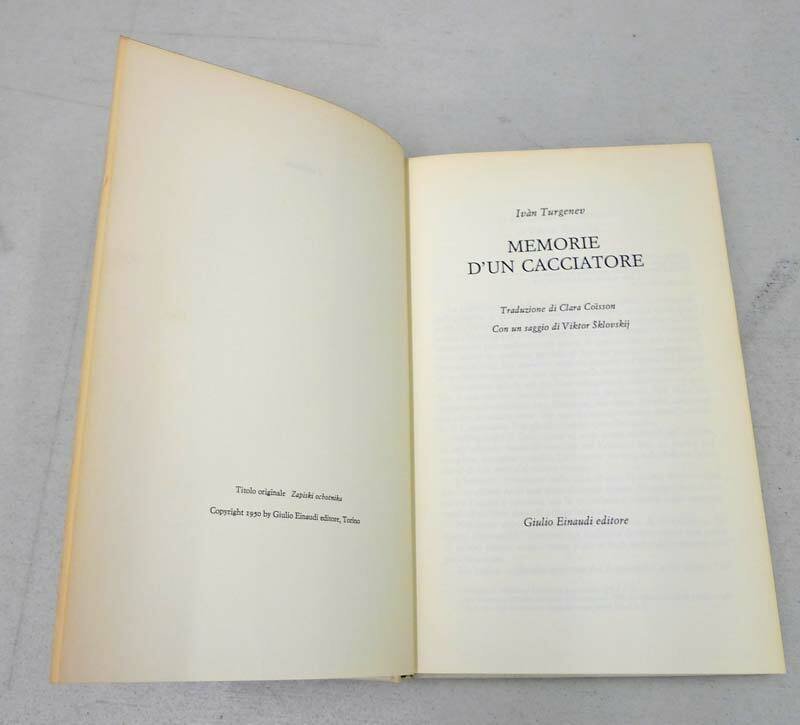 Titolo originale Zapiski ochotnika
Copyright 1950 by Giulio Einaudi editore, Torino
Ivàn Turgenev
MEMORIE
D'UN CACCIATORE
Traduzione di Clara Coïsson
Con un saggio di Viktor Sklovskij
Giulio Einaudi editore